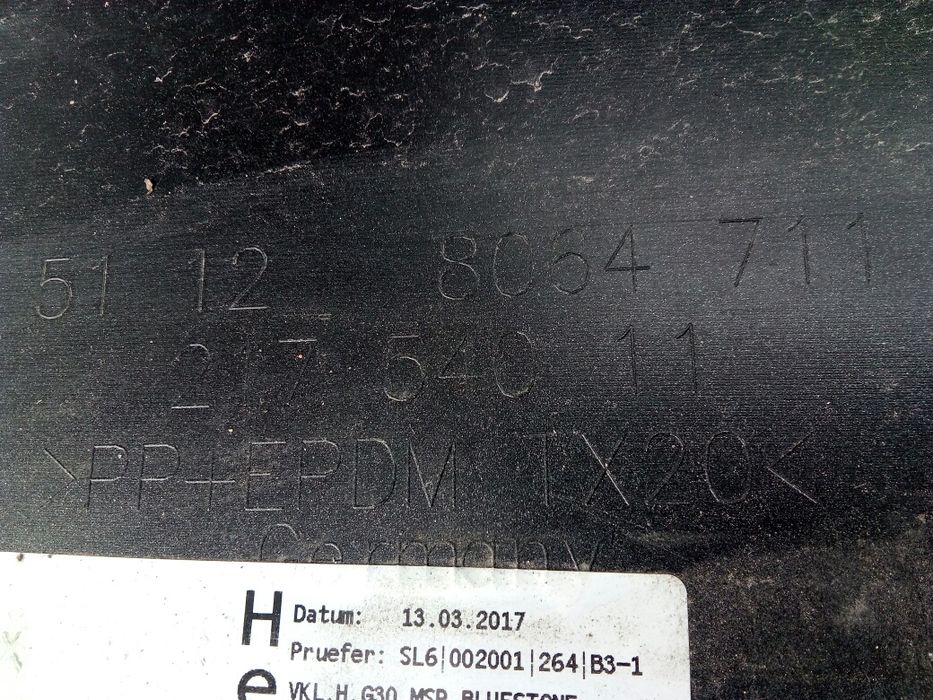 51 12 8064 711
217 540 11
>PP+EPDM TX20<
Germany
H
Datum: 13.03.2017
Pruefer: SL6|002001|264|B3-1
e
VKL.H.G30 MSP BLUESTONE